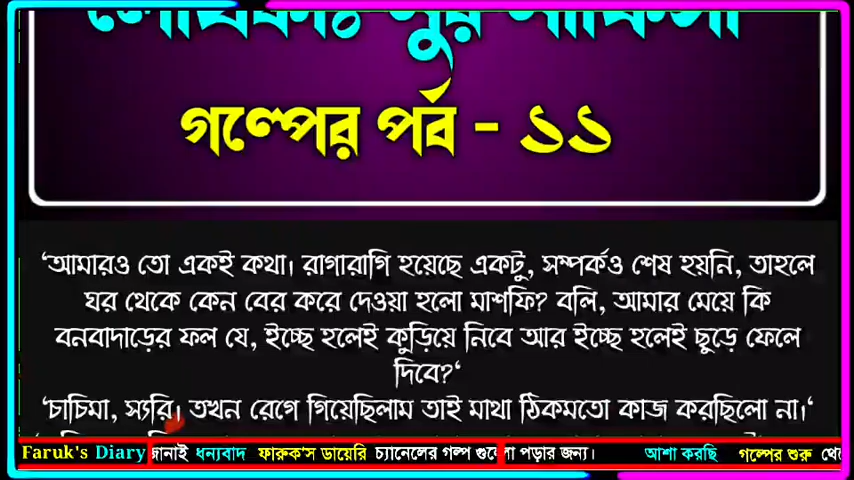 গল্পের পর্ব - ১১
‘আমারও তো একই কথা। রাগারাগি হয়েছে একটু, সম্পর্কও শেষ হয়নি, তাহলে
ঘর থেকে কেন বের করে দেওয়া হলো মাশফি? বলি, আমার মেয়ে কি
বনবাদাড়ের ফল যে, ইচ্ছে হলেই কুড়িয়ে নিবে আর ইচ্ছে হলেই ছুড়ে ফেলে
দিবে?‘
‘চাচিমা, স্যরি। তখন রেগে গিয়েছিলাম তাই মাথা ঠিকমতো কাজ করছিলো না।‘
Faruk's Diary জানাই ধন্যবাদ ফারুক'স ডায়েরি চ্যানেলের গল্প গুলো পড়ার জন্য। আশা করছি গল্পের শুরু থে